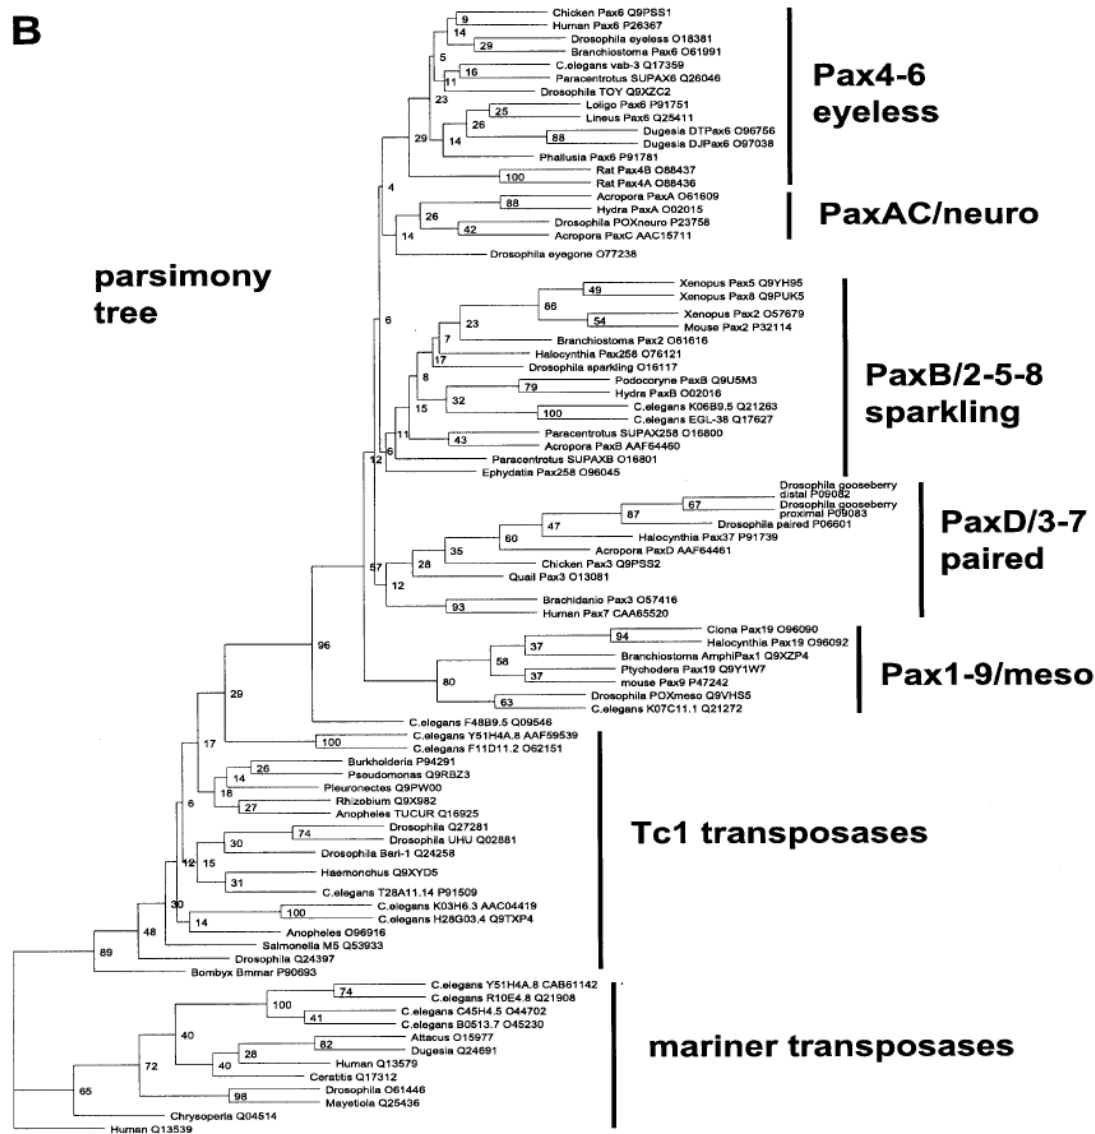 B
parsimony
tree
Chicken Pax6 Q9PSS1
Human Pax6 P26367
Drosophila eyeless O18381
Branchiostoma Pax6 O61991
C.elegans vab-3 Q17359
Paracentrotus SUPAX6 Q26046
Drosophila TOY Q9XZC2
Loligo Pax6 P91751
Lineus Pax6 Q25411
Dugesia DTPax6 O96756
Dugesia DJPax6 O97038
Phallusia Pax6 P91781
Rat Pax4B O88437
Rat Pax4A O88436
9
14
29
5
16
11
23
25
26
88
14
29
100
4
Pax4-6
eyeless
Acropora PaxA O61609
Hydra PaxA O02015
Drosophila POXneuro P23758
Acropora PaxC AAC15711
Drosophila eyegone O77238
88
26
42
14
PaxAC/neuro
6
Xenopus Pax5 Q9YH95
Xenopus Pax8 Q9PUK5
Xenopus Pax2 O57679
Mouse Pax2 P32114
Branchiostoma Pax2 O61616
Halocynthia Pax258 O76121
Drosophila sparkling O16117
Podocoryne PaxB Q9U5M3
Hydra PaxB O02016
C.elegans K06B9.5 Q21263
C.elegans EGL-38 Q17627
Paracentrotus SUPAX258 O16800
Acropora PaxB AAF64460
Paracentrotus SUPAXB O16801
Ephydatia Pax258 O96045
49
66
54
23
7
17
8
79
32
100
15
11
43
6
12
PaxB/2-5-8
sparkling
Drosophila gooseberry
distal P09082
Drosophila gooseberry
proximal P09083
Drosophila paired P06601
Halocynthia Pax37 P91739
Acropora PaxD AAF64461
Chicken Pax3 Q9PSS2
Quail Pax3 O13081
Brachidanio Pax3 O57416
Human Pax7 CAA65520
67
87
47
60
35
28
12
93
57
PaxD/3-7
paired
Ciona Pax19 O96090
Halocynthia Pax19 O96092
Branchiostoma AmphiPax1 Q9XZP4
Ptychodera Pax19 Q9Y1W7
mouse Pax9 P47242
Drosophila POXmeso Q9VHS5
C.elegans K07C11.1 Q21272
94
37
58
37
80
63
96
Pax1-9/meso
C.elegans F48B9.5 Q09546
C.elegans Y51H4A.8 AAF59539
C.elegans F11D11.2 O62151
Burkholderia P94291
Pseudomonas Q9RBZ3
Pleuronectes Q9PW00
Rhizobium Q9X982
Anopheles TUCUR Q16925
Drosophila Q27281
Drosophila UHU Q02881
Drosophila Bari-1 Q24258
Haemonchus Q9XYD5
C.elegans T28A11.14 P91509
C.elegans K03H6.3 AAC04419
C.elegans H28G03.4 Q9TXP4
Anopheles O96916
Salmonella M5 Q53933
Drosophila Q24397
Bombyx Bmmar P90693
29
100
17
26
14
18
27
6
74
30
12
15
31
30
100
14
48
89
Tc1 transposases
C.elegans Y51H4A.8 CAB61142
C.elegans R10E4.8 Q21908
C.elegans C45H4.5 O44702
C.elegans B0513.7 O45230
Attacus O15977
Dugesia Q24691
Human Q13579
Ceratitis Q17312
Drosophila O61446
Mayetiola Q25436
Chrysoperla Q04514
Human Q13539
74
100
41
40
82
28
40
72
98
65
mariner transposases